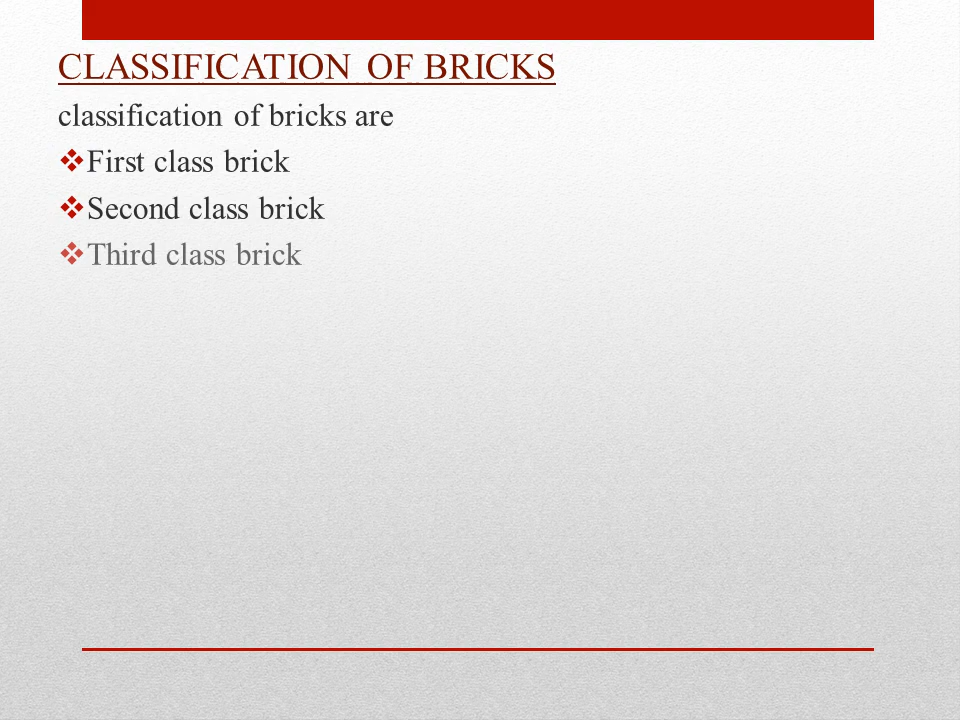 CLASSIFICATION OF BRICKS
classification of bricks are
❖ First class brick
❖ Second class brick
❖ Third class brick